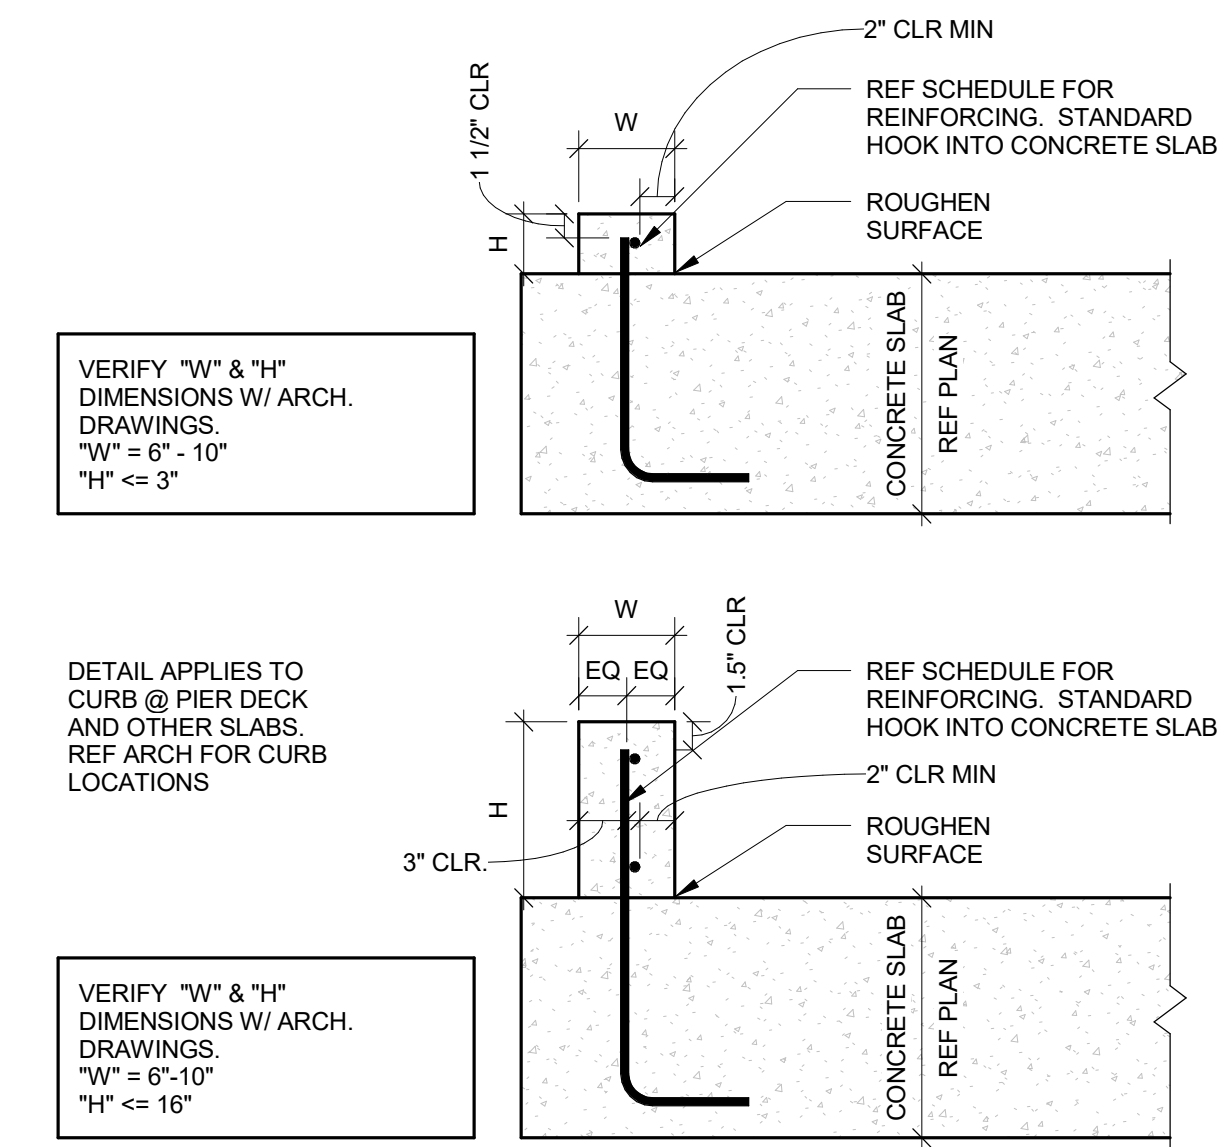 2" CLR MIN
REF SCHEDULE FOR
REINFORCING. STANDARD
HOOK INTO CONCRETE SLAB
1 1/2" CLR
W
ROUGHEN
SURFACE
H
CONCRETE SLAB
REF PLAN
VERIFY "W" & "H"
DIMENSIONS W/ ARCH.
DRAWINGS.
"W" = 6" - 10"
"H" <= 3"
DETAIL APPLIES TO
CURB @ PIER DECK
AND OTHER SLABS.
REF ARCH FOR CURB
LOCATIONS
W
EQ EQ
1.5" CLR
REF SCHEDULE FOR
REINFORCING. STANDARD
HOOK INTO CONCRETE SLAB
2" CLR MIN
H
ROUGHEN
SURFACE
3" CLR.
CONCRETE SLAB
REF PLAN
VERIFY "W" & "H"
DIMENSIONS W/ ARCH.
DRAWINGS.
"W" = 6"-10"
"H" <= 16"